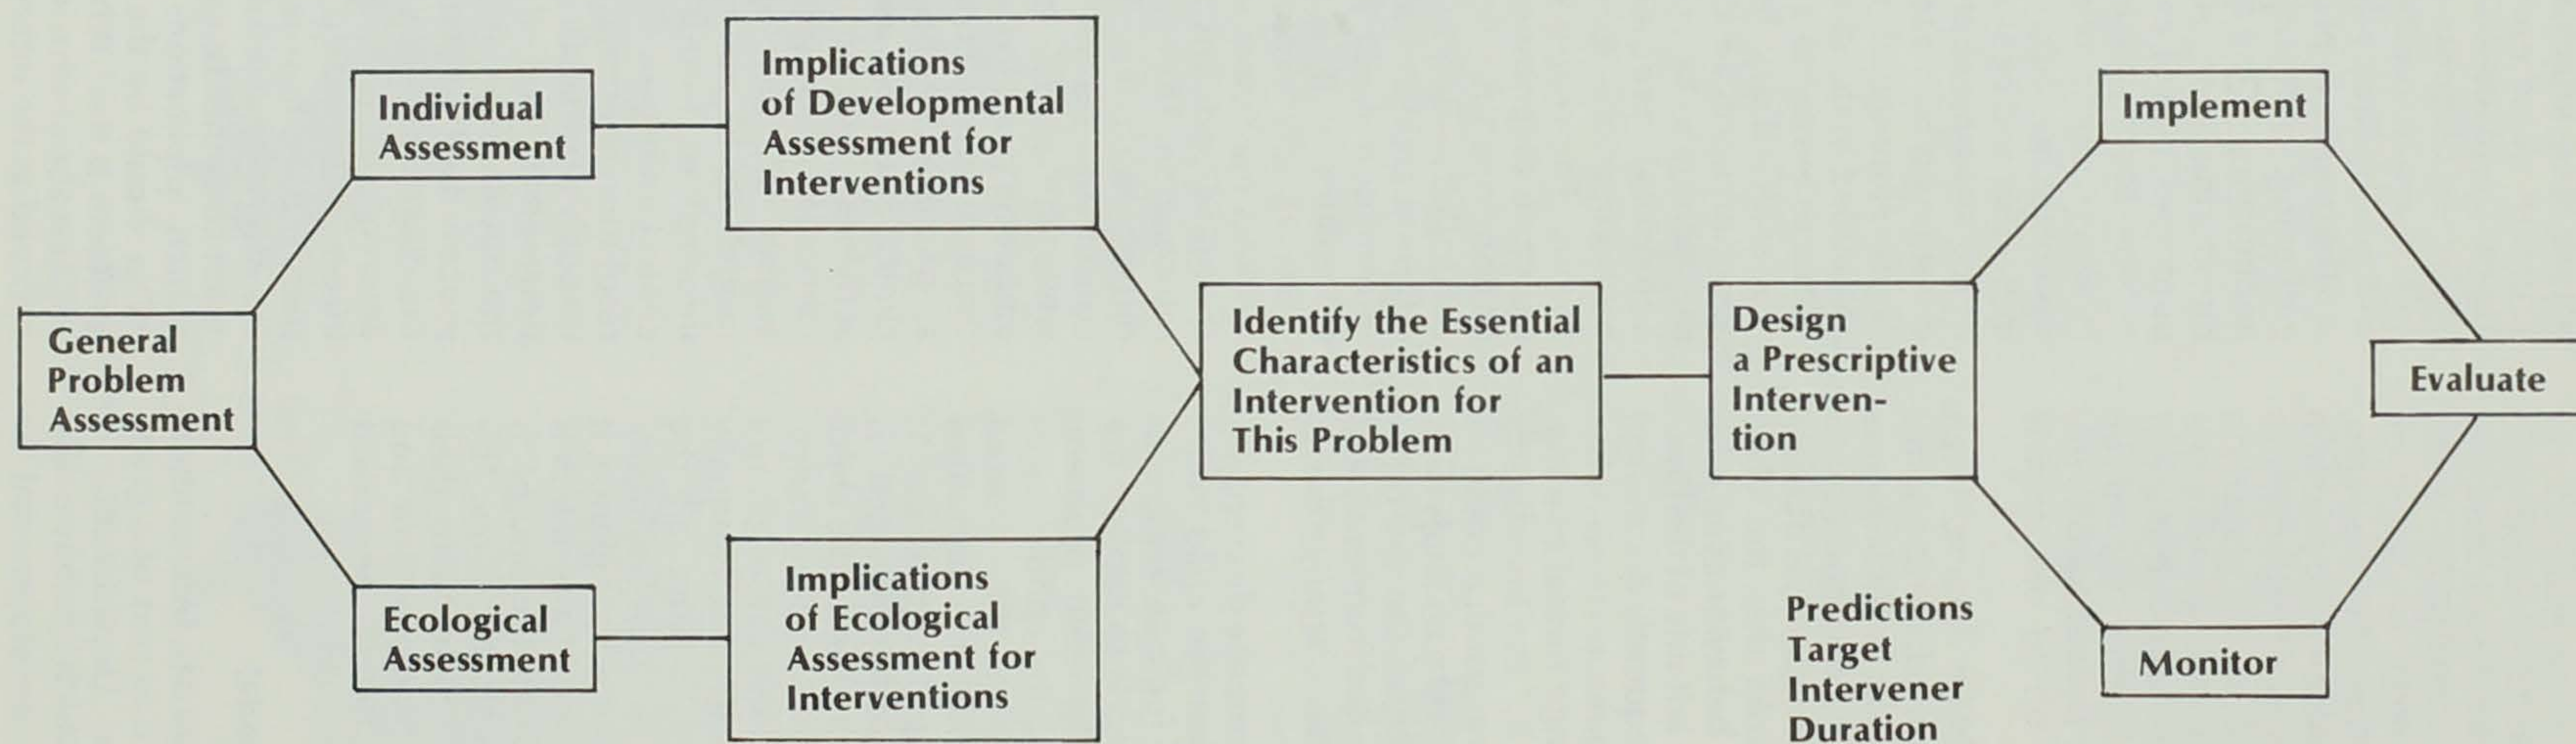 General
Problem
Assessment
Individual
Assessment
Implications
of Developmental
Assessment for
Interventions
Ecological
Assessment
Implications
of Ecological
Assessment for
Interventions
Identify the Essential
Characteristics of an
Intervention for
This Problem
Design
a Prescriptive
Interven-
tion
Predictions
Target
Intervener
Duration
Implement
Monitor
Evaluate